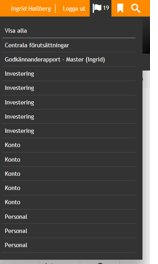 Ingrid Hallberg Logga ut 19
Visa alla
Centrala förutsättningar
Godkännanderapport - Master (Ingrid)
Investering
Investering
Investering
Investering
Investering
Konto
Konto
Konto
Konto
Konto
Personal
Personal
Personal